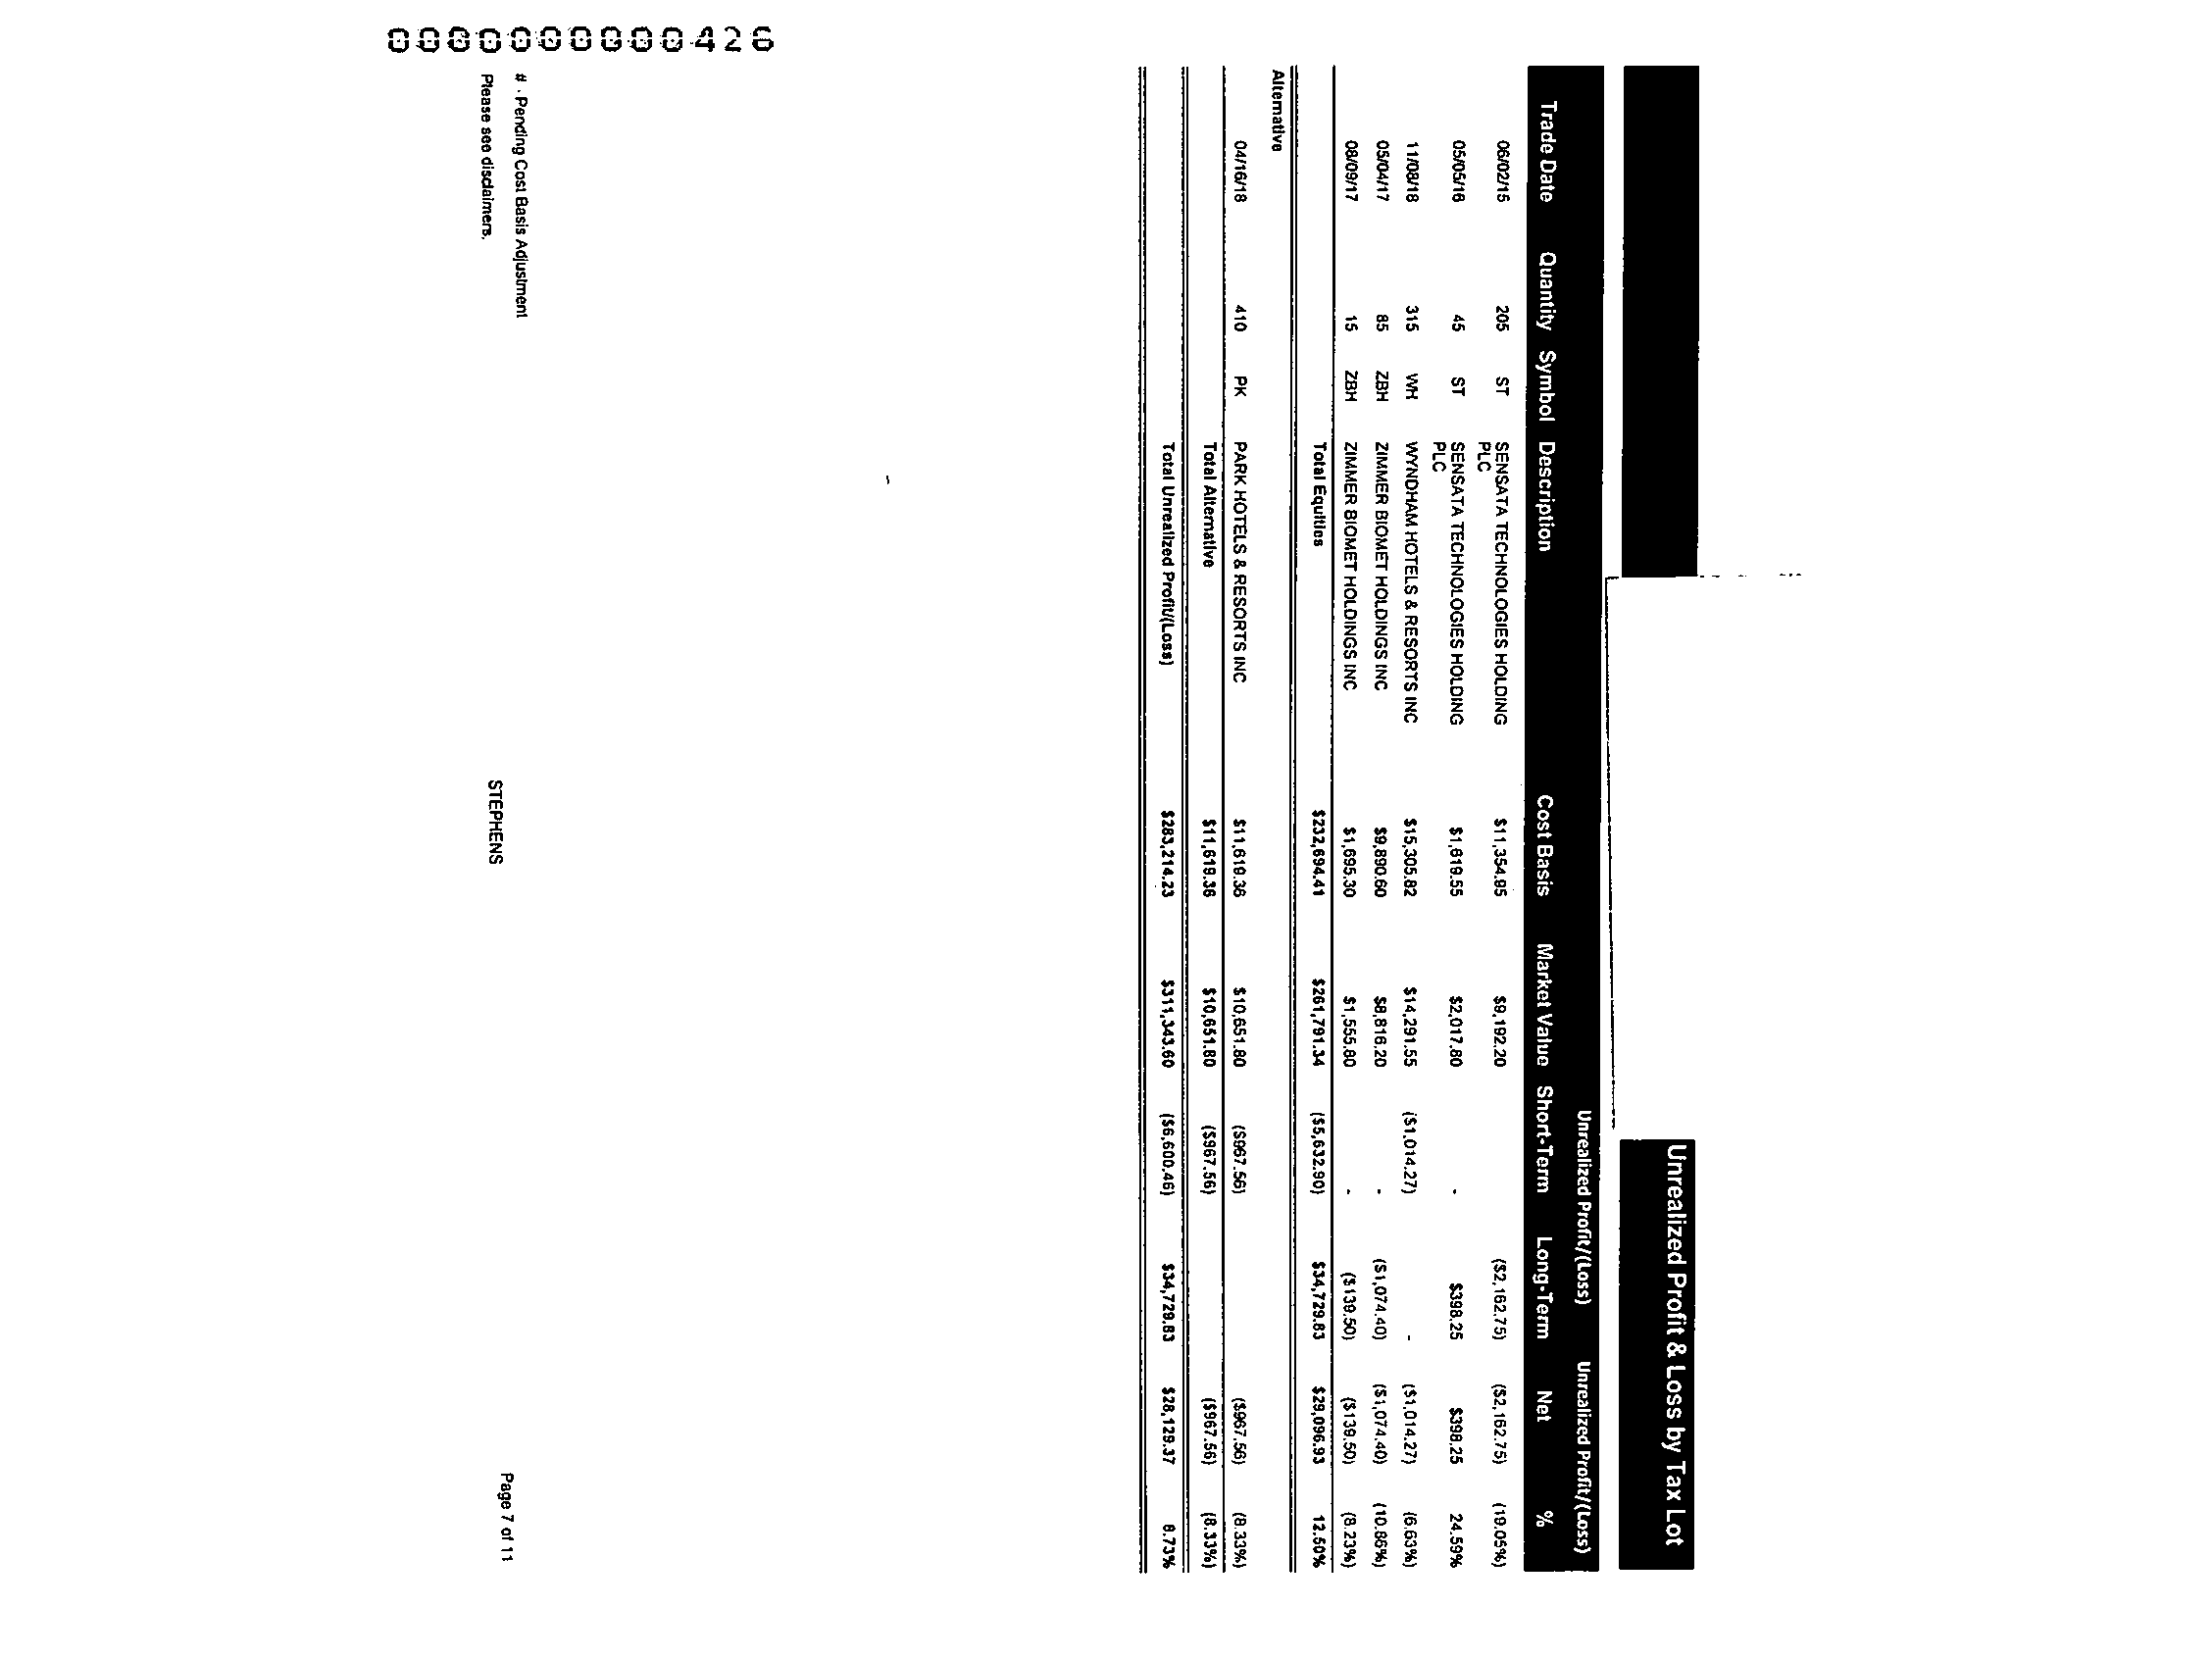 Unrealized Profit & Loss by Tax Lot
Unrealized Profit/(Loss) Unrealized Profit/(Loss)
Trade Date Quantity Symbol Description Cost Basis Market Value Short-Term Long-Term Net %
06/02/15 205 ST SENSATA TECHNOLOGIES HOLDING $11,354.95 $9,192.20 ($2,162.75) ($2,162.75) (19.05%)
PLC
05/05/16 45 ST SENSATA TECHNOLOGIES HOLDING $1,619.55 $2,017.80 - $398.25 $398.25 24.59%
PLC
11/08/18 315 WH WYNDHAM HOTELS & RESORTS INC $15,305.82 $14,291.55 ($1,014.27) - ($1,014.27) (6.63%)
05/04/17 85 ZBH ZIMMER BIOMET HOLDINGS INC $9,890.60 $8,816.20 - ($1,074.40) ($1,074.40) (10.86%)
08/09/17 15 ZBH ZIMMER BIOMET HOLDINGS INC $1,695.30 $1,555.80 - ($139.50) ($139.50) (8.23%)
Total Equities $232,694.41 $261,791.34 ($5,632.90) $34,729.83 $29,096.93 12.50%
Alternative
04/16/18 410 PK PARK HOTELS & RESORTS INC $11,619.36 $10,651.80 ($967.56) ($967.56) (8.33%)
Total Alternative $11,619.36 $10,651.80 ($967.56) ($967.56) (8.33%)
Total Unrealized Profit/(Loss) $283,214.23 $311,343.60 ($6,600.46) $34,729.83 $28,129.37 8.73%
# - Pending Cost Basis Adjustment
Please see disclaimers.
STEPHENS
Page 7 of 11
0000000000426